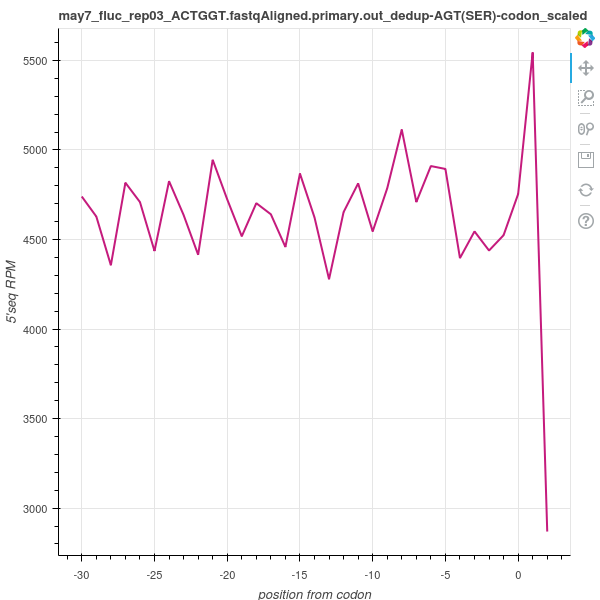 may7_fluc_rep03_ACTGGT.fastqAligned.primary.out_dedup-AGT(SER)-codon_scaled
5500
5000
4500
4000
3500
3000
5'seq RPM
-30 -25 -20 -15 -10 -5 0
position from codon